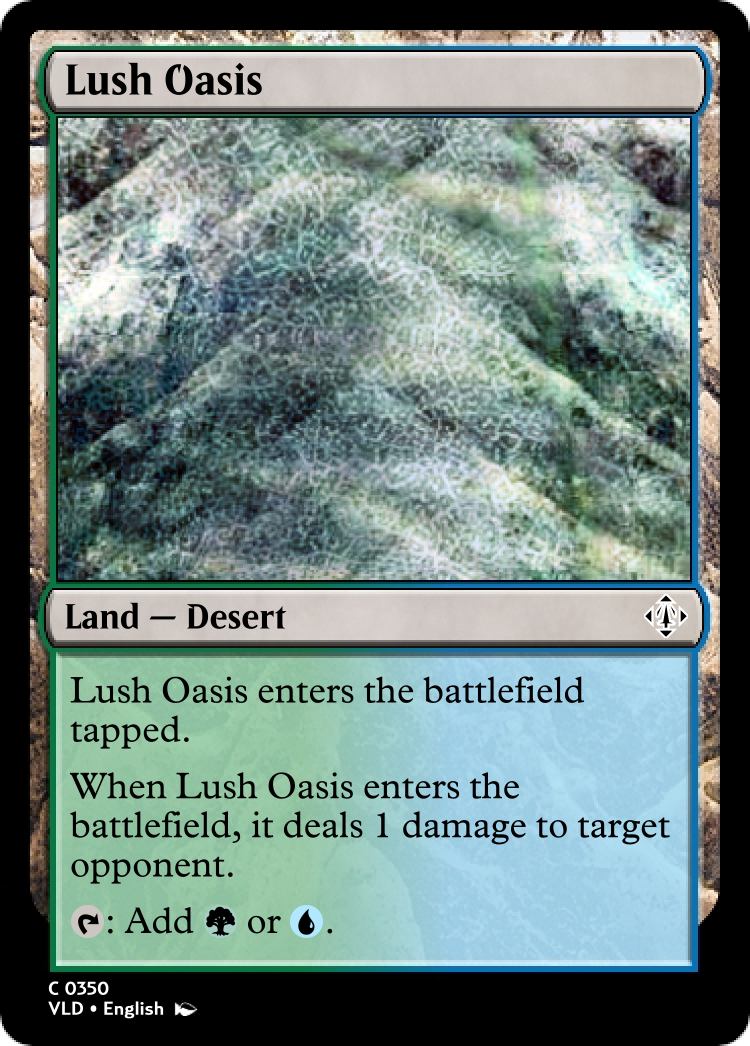 Lush Oasis
Land — Desert
Lush Oasis enters the battlefield
tapped.
When Lush Oasis enters the
battlefield, it deals 1 damage to target
opponent.
: Add or .
C 0350
VLD • English